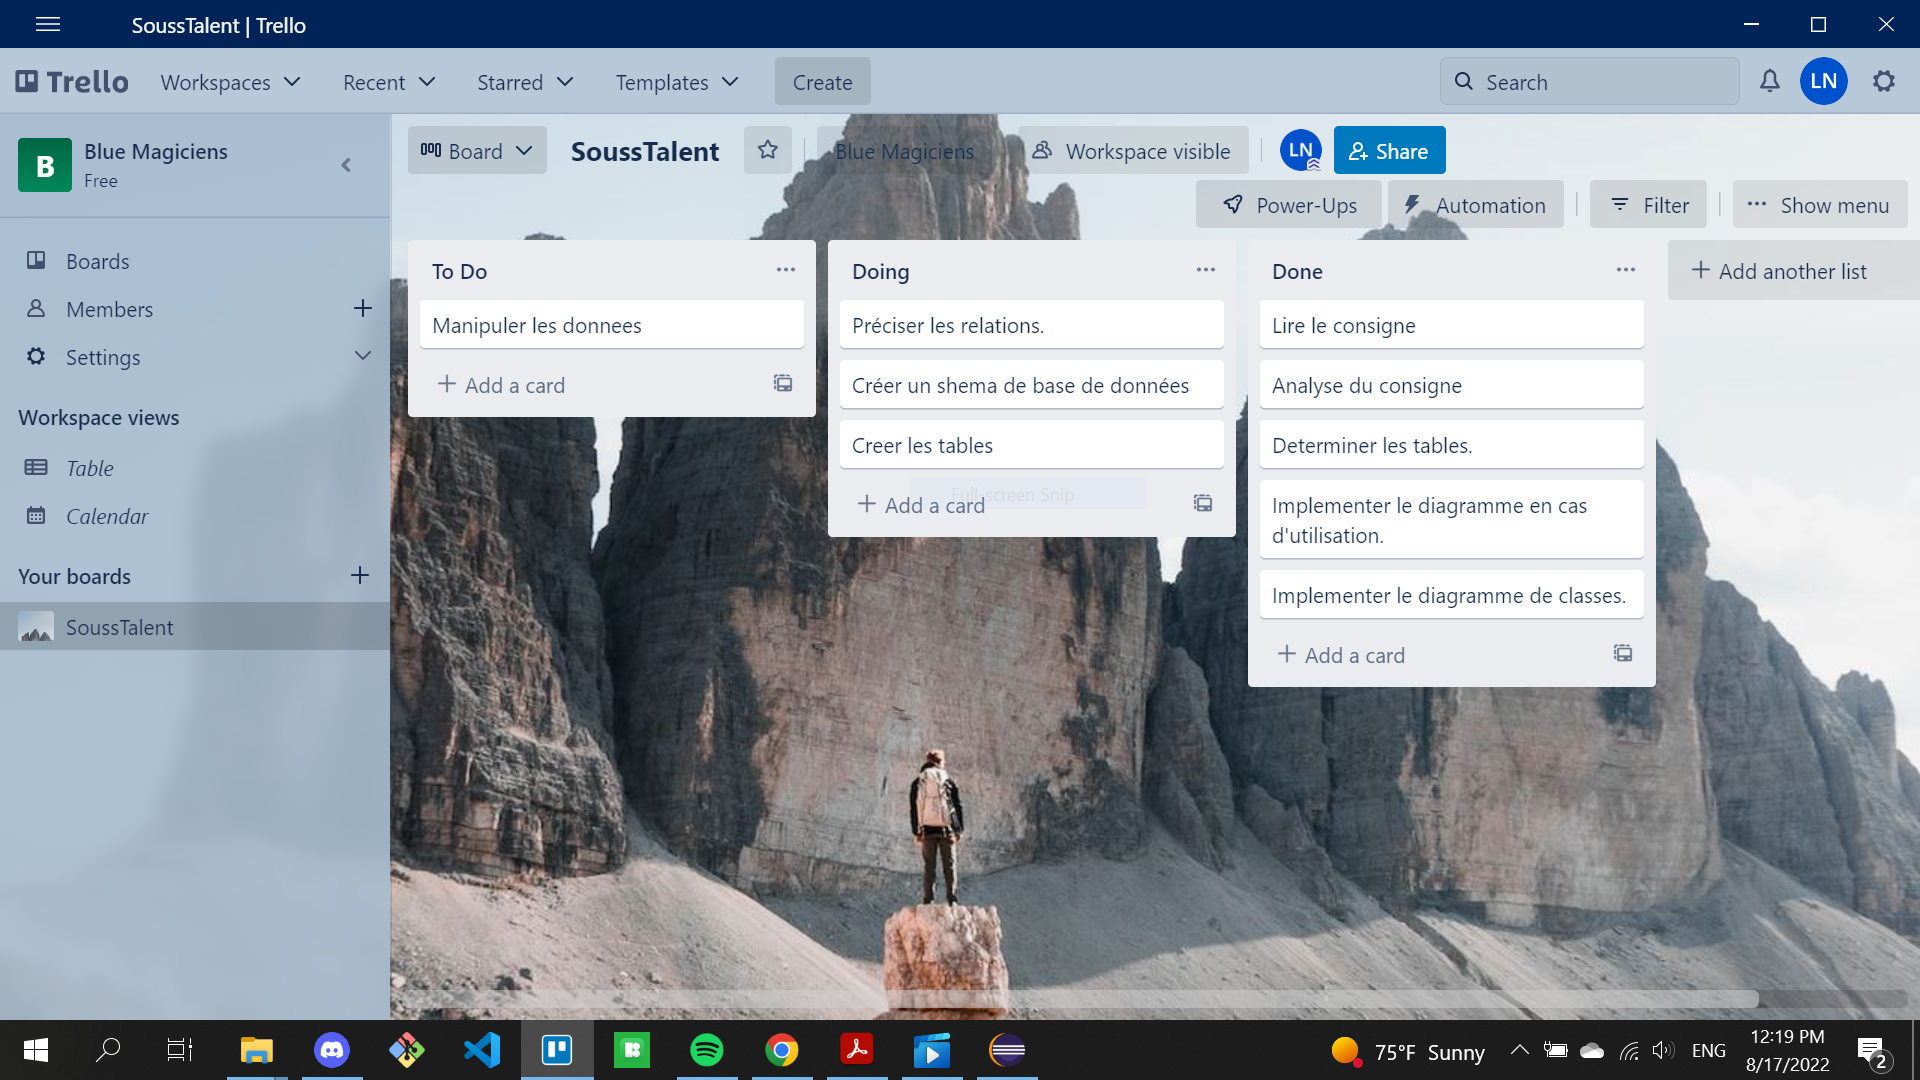 SoussTalent | Trello
Trello
Workspaces
Recent
Starred
Templates
Create
Search
LN
B
Blue Magiciens
Free
Board
SoussTalent
Blue Magiciens
Workspace visible
LN
Share
Power-Ups
Automation
Filter
Show menu
Boards
Members
Settings
Workspace views
Table
Calendar
Your boards
SoussTalent
To Do
Manipuler les donnees
Add a card
Doing
Préciser les relations.
Créer un shema de base de données
Creer les tables
Full-screen Snip
Add a card
Done
Lire le consigne
Analyse du consigne
Determiner les tables.
Implementer le diagramme en cas
d'utilisation.
Implementer le diagramme de classes.
Add a card
Add another list
75°F Sunny
ENG
12:19 PM
8/17/2022
2